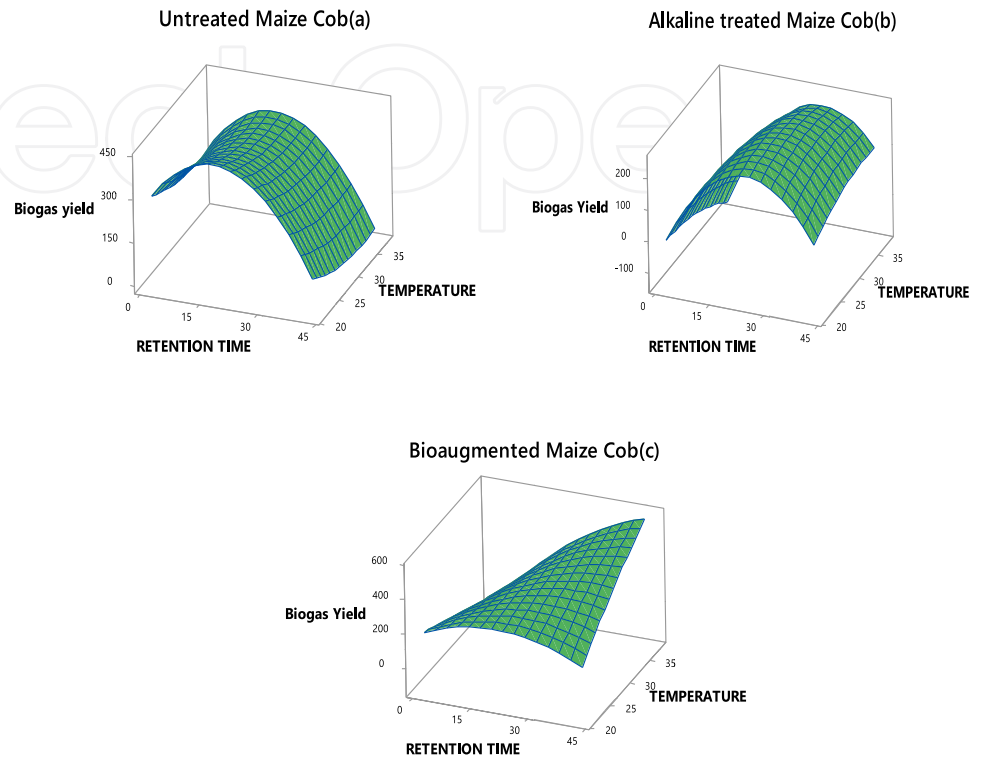 Untreated Maize Cob(a)
450
300
150
0
Biogas yield
0
15
30
45
RETENTION TIME
20
25
30
35
TEMPERATURE
Alkaline treated Maize Cob(b)
200
100
0
-100
Biogas Yield
0
15
30
45
RETENTION TIME
20
25
30
35
TEMPERATURE
Bioaugmented Maize Cob(c)
600
400
200
0
Biogas Yield
0
15
30
45
RETENTION TIME
20
25
30
35
TEMPERATURE
ected Ope